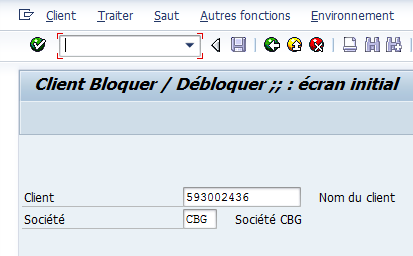 Client Traiter Saut Autres fonctions Environnement
Client Bloquer / Débloquer ;; : écran initial
Client 593002436 Nom du client
Société CBG Société CBG